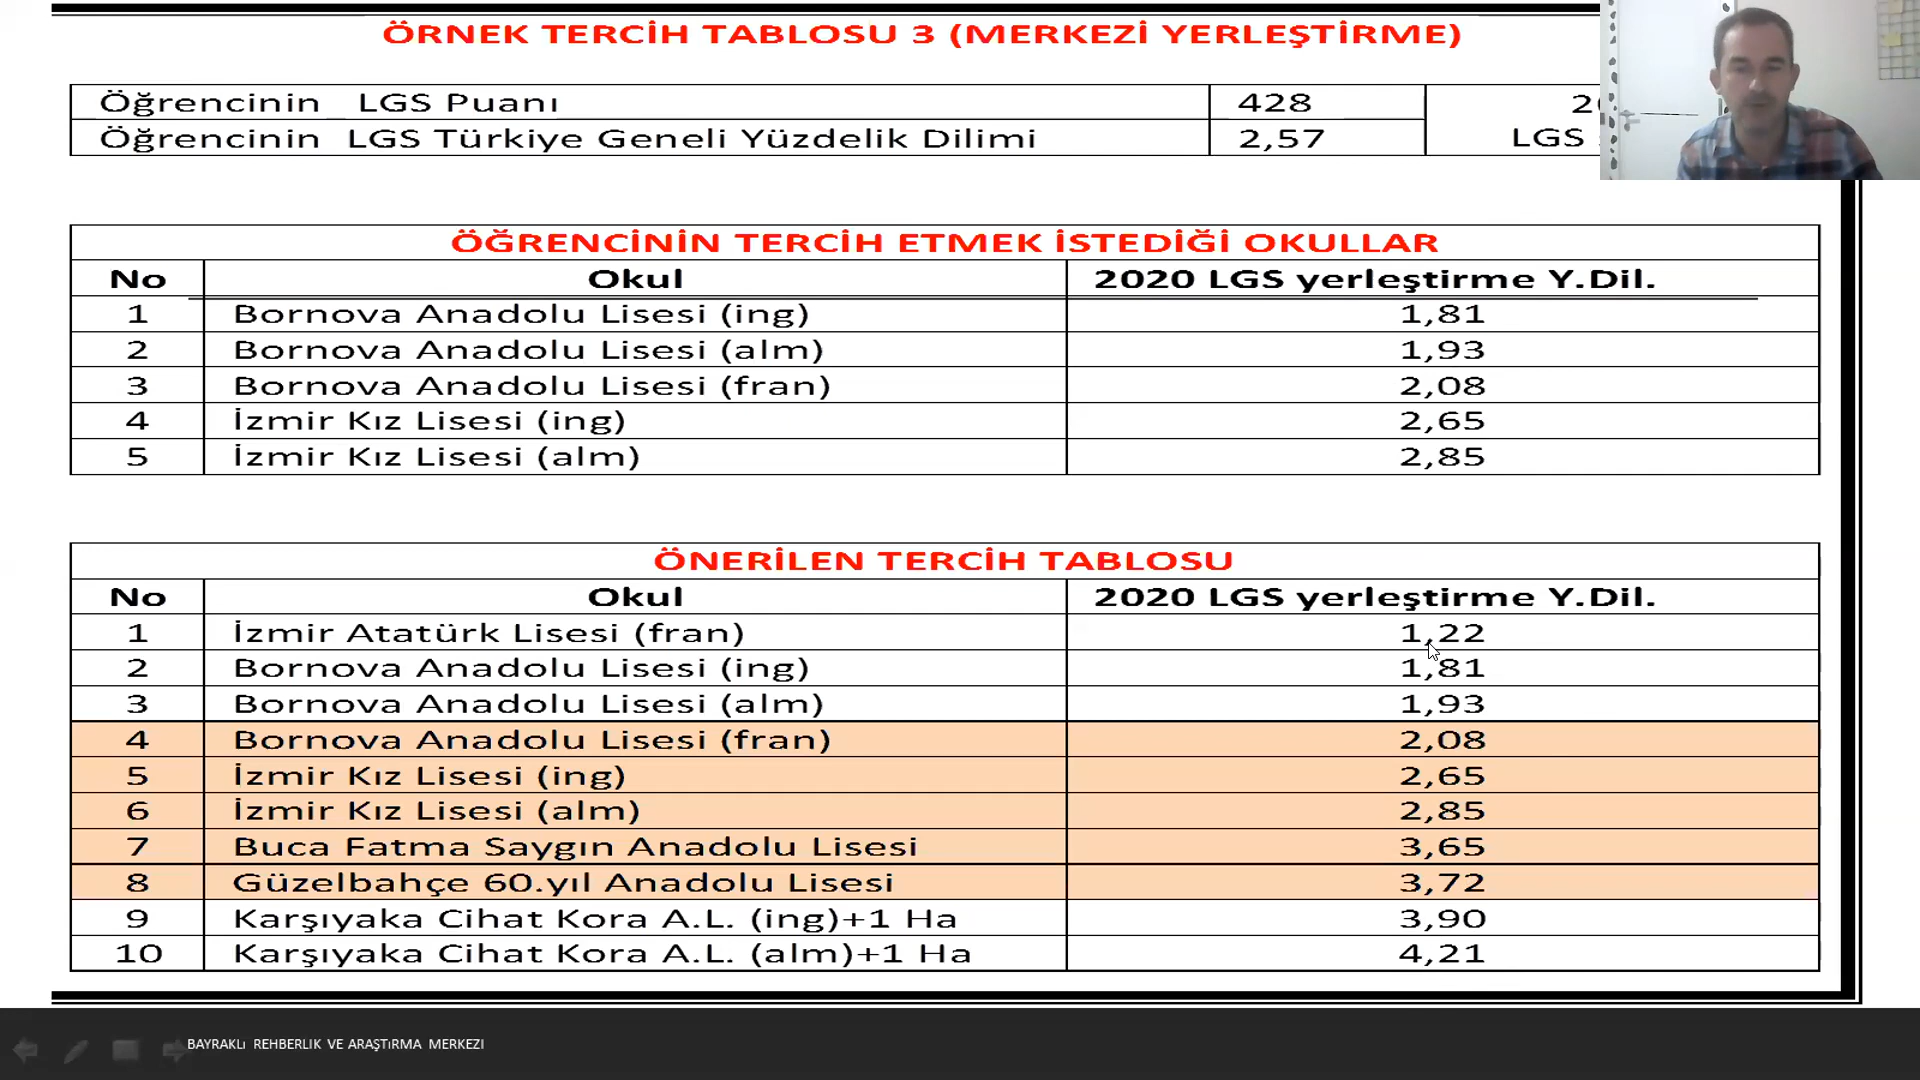 ÖRNEK TERCİH TABLOSU 3 (MERKEZİ YERLEŞTİRME)
Öğrencinin LGS Puanı 428
Öğrencinin LGS Türkiye Geneli Yüzdelik Dilimi 2,57 LGS
ÖĞRENCİNİN TERCİH ETMEK İSTEDİĞİ OKULLAR
No Okul 2020 LGS yerleştirme Y.Dil.
1 Bornova Anadolu Lisesi (ing) 1,81
2 Bornova Anadolu Lisesi (alm) 1,93
3 Bornova Anadolu Lisesi (fran) 2,08
4 İzmir Kız Lisesi (ing) 2,65
5 İzmir Kız Lisesi (alm) 2,85
ÖNERİLEN TERCİH TABLOSU
No Okul 2020 LGS yerleştirme Y.Dil.
1 İzmir Atatürk Lisesi (fran) 1,22
2 Bornova Anadolu Lisesi (ing) 1,81
3 Bornova Anadolu Lisesi (alm) 1,93
4 Bornova Anadolu Lisesi (fran) 2,08
5 İzmir Kız Lisesi (ing) 2,65
6 İzmir Kız Lisesi (alm) 2,85
7 Buca Fatma Saygın Anadolu Lisesi 3,65
8 Güzelbahçe 60.yıl Anadolu Lisesi 3,72
9 Karşıyaka Cihat Kora A.L. (ing)+1 Ha 3,90
10 Karşıyaka Cihat Kora A.L. (alm)+1 Ha 4,21
BAYRAKLı REHBERLIK VE ARAŞTıRMA MERKEZI